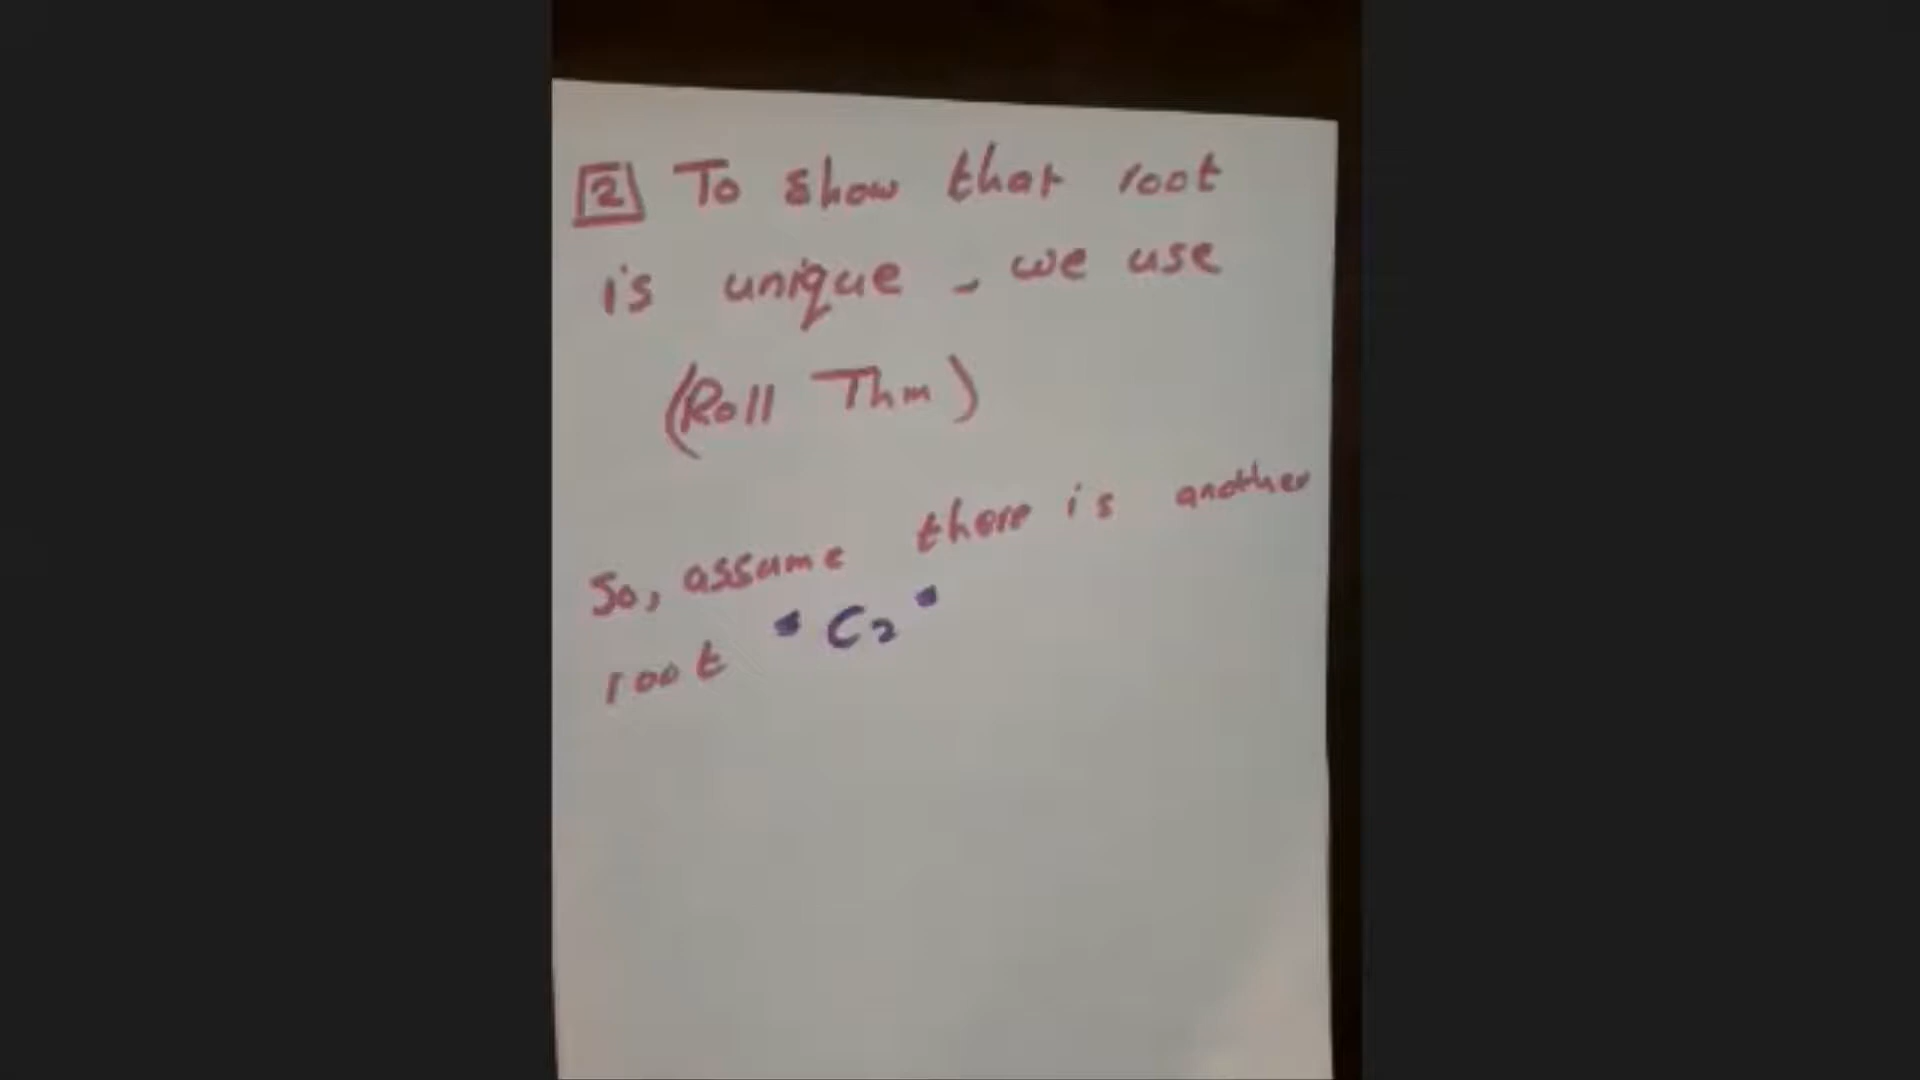 2 To show that root
is unique - we use
(Roll Thm)
So, assume there is another
root " C2 "